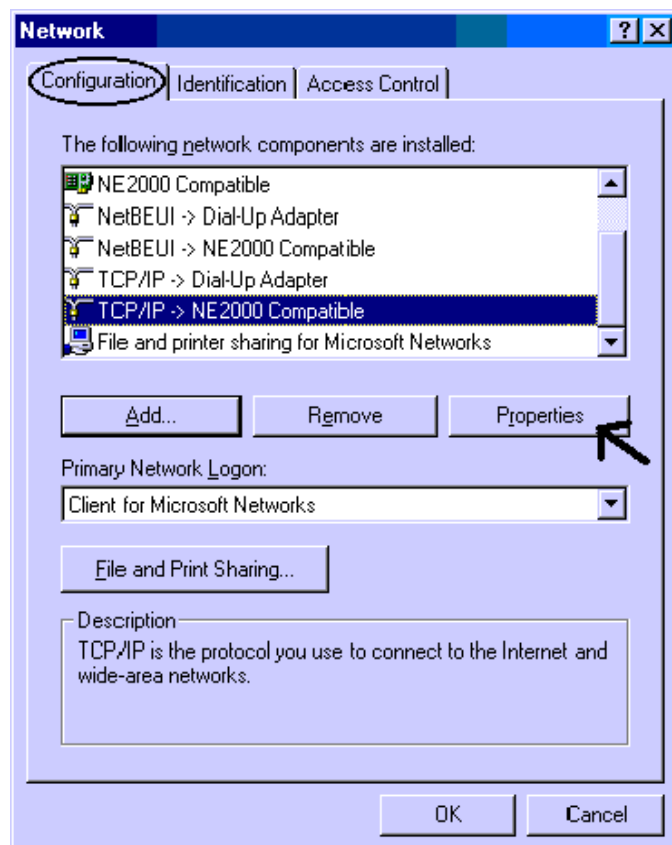 Network
Configuration Identification Access Control
The following network components are installed:
NE2000 Compatible
NetBEUI -> Dial-Up Adapter
NetBEUI -> NE2000 Compatible
TCP/IP -> Dial-Up Adapter
TCP/IP -> NE2000 Compatible
File and printer sharing for Microsoft Networks
Add... Remove Properties
Primary Network Logon:
Client for Microsoft Networks
File and Print Sharing...
Description
TCP/IP is the protocol you use to connect to the Internet and
wide-area networks.
OK Cancel